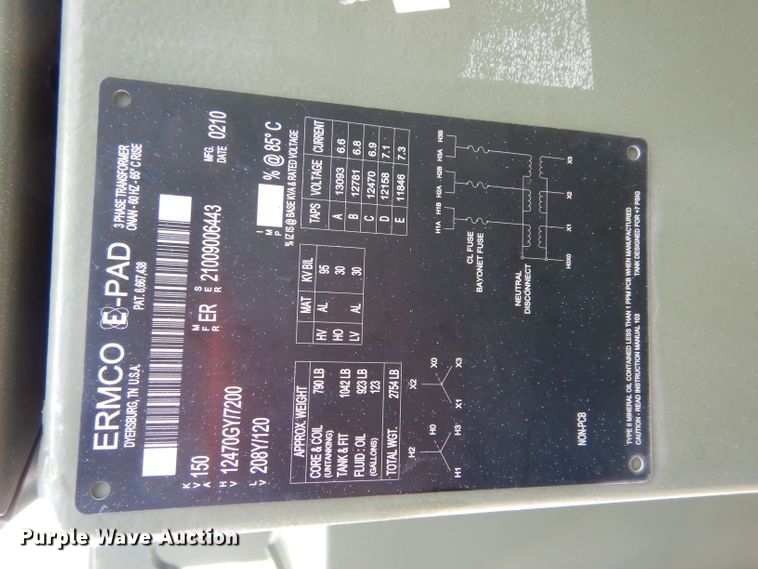 ERMCO E-PAD
DYERSBURG, TN U.S.A. PAT. 6,667,438
3 PHASE TRANSFORMER
ONAN - 60 HZ - 65° C RISE
KVA 150
MFR ER
SER 21009006443
MFG. DATE 0210
HV 12470GY/7200
LV 208Y/120
IMP % @ 85° C
% IZ IS @ BASE KVA & RATED VOLTAGE
APPROX. WEIGHT
CORE & COIL (UNTANKING) 790 LB
TANK & FIT 1042 LB
FLUID : OIL 923 LB
(GALLONS) 123
TOTAL WGT. 2754 LB
MAT KV BIL
HV AL 95
HO 30
LV AL 30
TAPS VOLTAGE CURRENT
A 13093 6.6
B 12781 6.8
C 12470 6.9
D 12158 7.1
E 11846 7.3
H2 H0 H1 H3
X2 X0 X1 X3
H1A H1B H2A H2B H3A H3B
CL FUSE
BAYONET FUSE
NEUTRAL
DISCONNECT
H0X0 X1 X2 X3
NON-PCB
TYPE II MINERAL OIL CONTAINED LESS THAN 1 PPM PCB WHEN MANUFACTURED
CAUTION - READ INSTRUCTION MANUAL 103 TANK DESIGNED FOR +7 PSIG
Purple Wave Auction